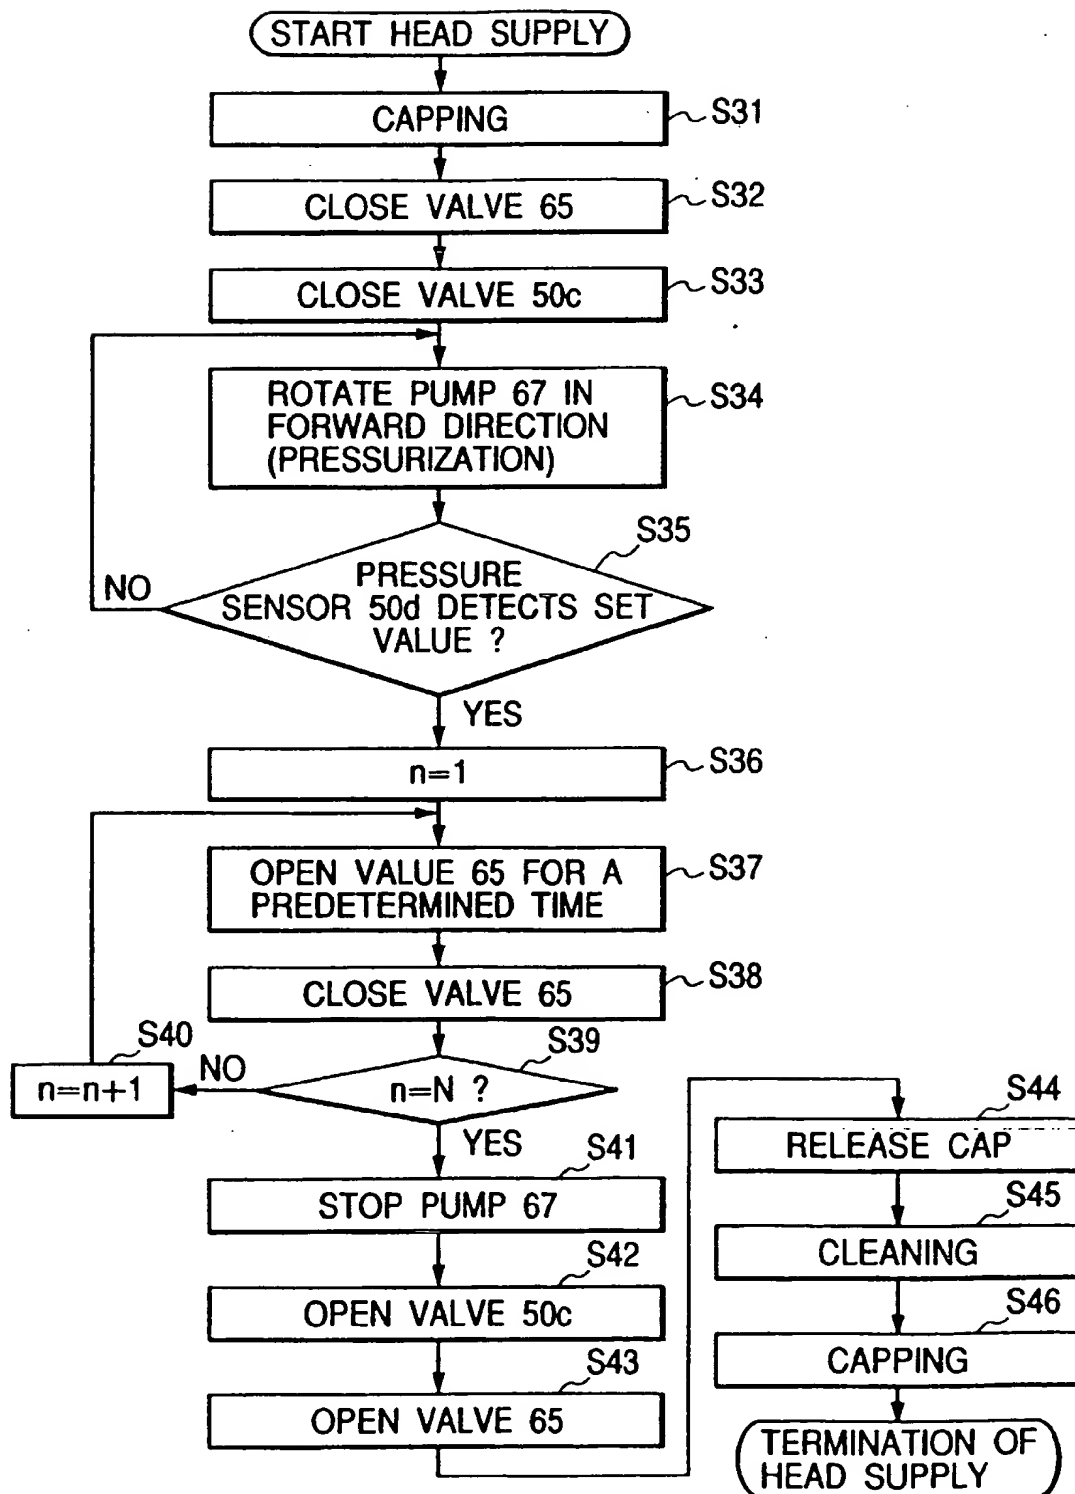 START HEAD SUPPLY
CAPPING
S31
CLOSE VALVE 65
S32
CLOSE VALVE 50c
S33
ROTATE PUMP 67 IN
FORWARD DIRECTION
(PRESSURIZATION)
S34
S35
PRESSURE
SENSOR 50d DETECTS SET
VALUE ?
NO
YES
n=1
S36
OPEN VALUE 65 FOR A
PREDETERMINED TIME
S37
CLOSE VALVE 65
S38
S39
n=N ?
NO
S40
n=n+1
YES
S41
STOP PUMP 67
S42
OPEN VALVE 50c
S43
OPEN VALVE 65
S44
RELEASE CAP
S45
CLEANING
S46
CAPPING
TERMINATION OF
HEAD SUPPLY